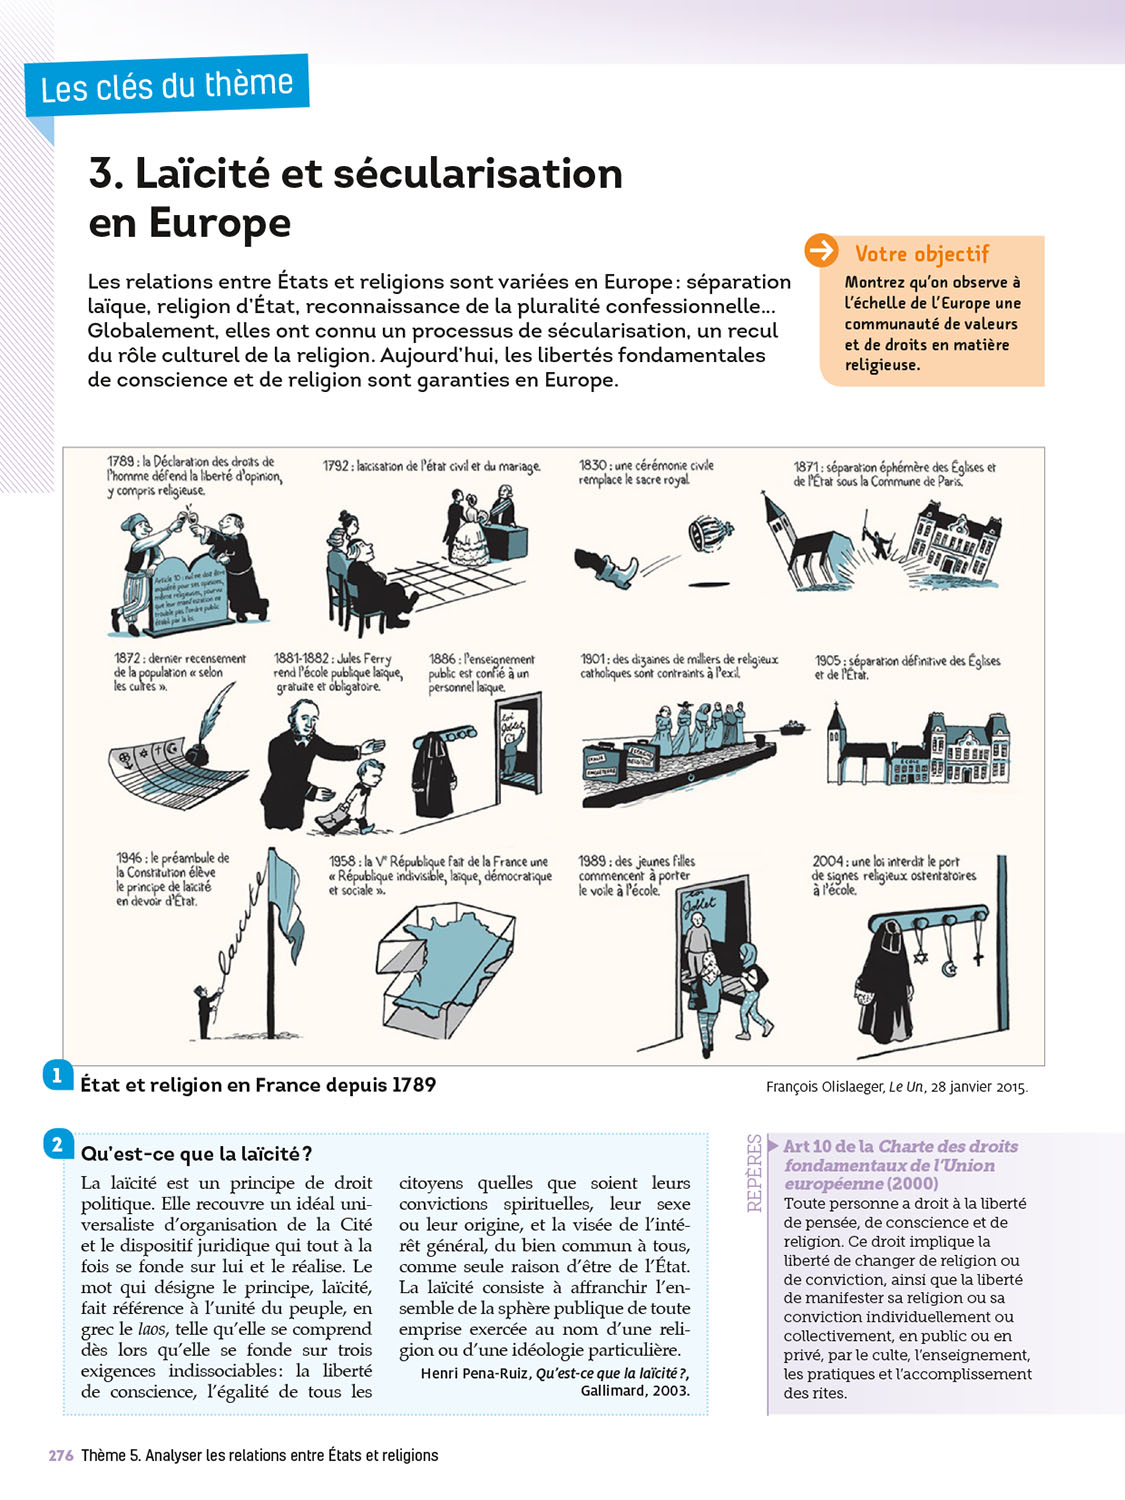 Les clés du thème
3. Laïcité et sécularisation
en Europe
Les relations entre États et religions sont variées en Europe : séparation
laïque, religion d'État, reconnaissance de la pluralité confessionnelle...
Globalement, elles ont connu un processus de sécularisation, un recul
du rôle culturel de la religion. Aujourd'hui, les libertés fondamentales
de conscience et de religion sont garanties en Europe.
Votre objectif
Montrez qu'on observe à
l'échelle de l'Europe une
communauté de valeurs
et de droits en matière
religieuse.
1789 : la Déclaration des droits de
l'homme défend la liberté d'opinion,
y compris religieuse.
Article 10 : nul ne doit être
inquiété pour ses opinions,
même religieuses, pourvu
que leur manifestation ne
trouble pas l'ordre public
établi par la loi.
1792 : laïcisation de l'état civil et du mariage.
1830 : une cérémonie civile
remplace le sacre royal.
1871 : séparation éphémère des Églises et
de l'État sous la Commune de Paris.
1872 : dernier recensement
de la population « selon
les cultes ».
1881-1882 : Jules Ferry
rend l'école publique laïque,
gratuite et obligatoire.
1886 : l'enseignement
public est confié à un
personnel laïque.
loi
Goblet
1901 : des dizaines de milliers de religieux
catholiques sont contraints à l'exil.
ITALIE
ANGLETERRE
ESPAGNE
BELGIQUE
1905 : séparation définitive des Églises
et de l'État.
ÉCOLE
1946 : le préambule de
la Constitution élève
le principe de laïcité
en devoir d'État.
laïcité
1958 : la Vᵉ République fait de la France une
« République indivisible, laïque, démocratique
et sociale ».
1989 : des jeunes filles
commencent à porter
le voile à l'école.
loi
Goblet
2004 : une loi interdit le port
de signes religieux ostentatoires
à l'école.
1 État et religion en France depuis 1789
François Olislaeger, Le Un, 28 janvier 2015.
2 Qu'est-ce que la laïcité ?
La laïcité est un principe de droit
politique. Elle recouvre un idéal uni-
versaliste d'organisation de la Cité
et le dispositif juridique qui tout à la
fois se fonde sur lui et le réalise. Le
mot qui désigne le principe, laïcité,
fait référence à l'unité du peuple, en
grec le laos, telle qu'elle se comprend
dès lors qu'elle se fonde sur trois
exigences indissociables : la liberté
de conscience, l'égalité de tous les
citoyens quelles que soient leurs
convictions spirituelles, leur sexe
ou leur origine, et la visée de l'inté-
rêt général, du bien commun à tous,
comme seule raison d'être de l'État.
La laïcité consiste à affranchir l'en-
semble de la sphère publique de toute
emprise exercée au nom d'une reli-
gion ou d'une idéologie particulière.
Henri Pena-Ruiz, Qu'est-ce que la laïcité ?,
Gallimard, 2003.
REPÈRES
Art 10 de la Charte des droits
fondamentaux de l'Union
européenne (2000)
Toute personne a droit à la liberté
de pensée, de conscience et de
religion. Ce droit implique la
liberté de changer de religion ou
de conviction, ainsi que la liberté
de manifester sa religion ou sa
conviction individuellement ou
collectivement, en public ou en
privé, par le culte, l'enseignement,
les pratiques et l'accomplissement
des rites.
276 Thème 5. Analyser les relations entre États et religions